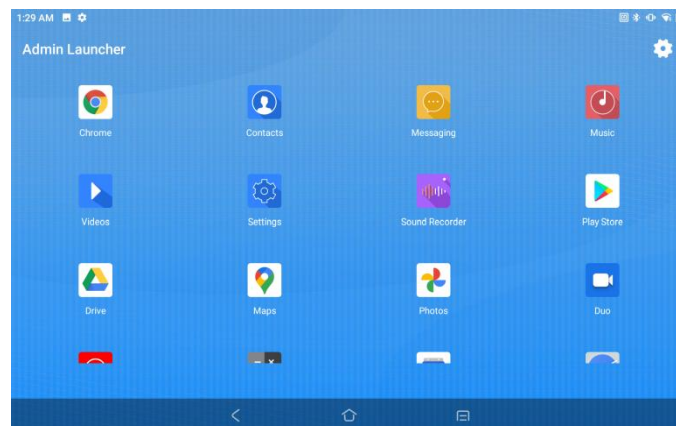 1:29 AM
Admin Launcher
Chrome
Contacts
Messaging
Music
Videos
Settings
Sound Recorder
Play Store
Drive
Maps
Photos
Duo